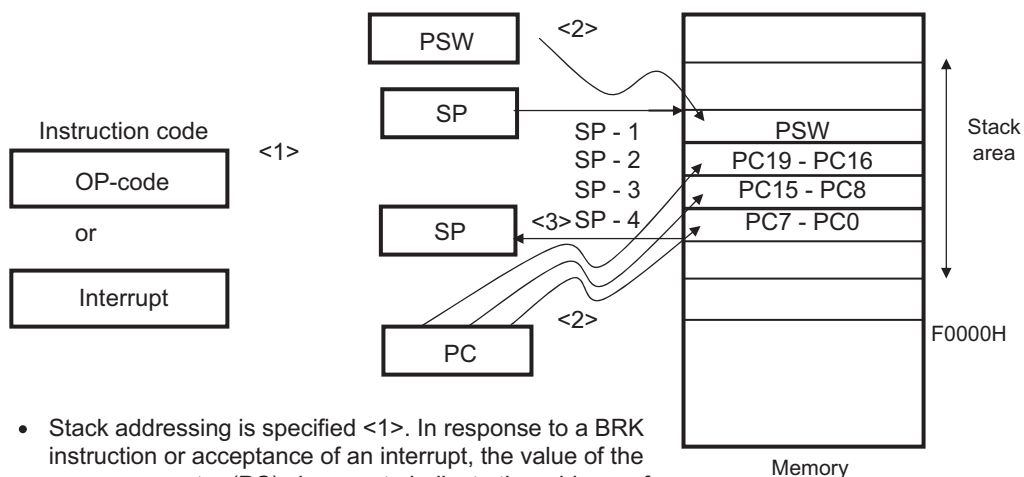 PSW
<2>
SP
Instruction code
<1>
OP-code
or
Interrupt
SP - 1
SP - 2
SP - 3
<3> SP - 4
SP
PSW
PC19 - PC16
PC15 - PC8
PC7 - PC0
Stack
area
<2>
PC
F0000H
Memory
• Stack addressing is specified <1>. In response to a BRK
instruction or acceptance of an interrupt, the value of the